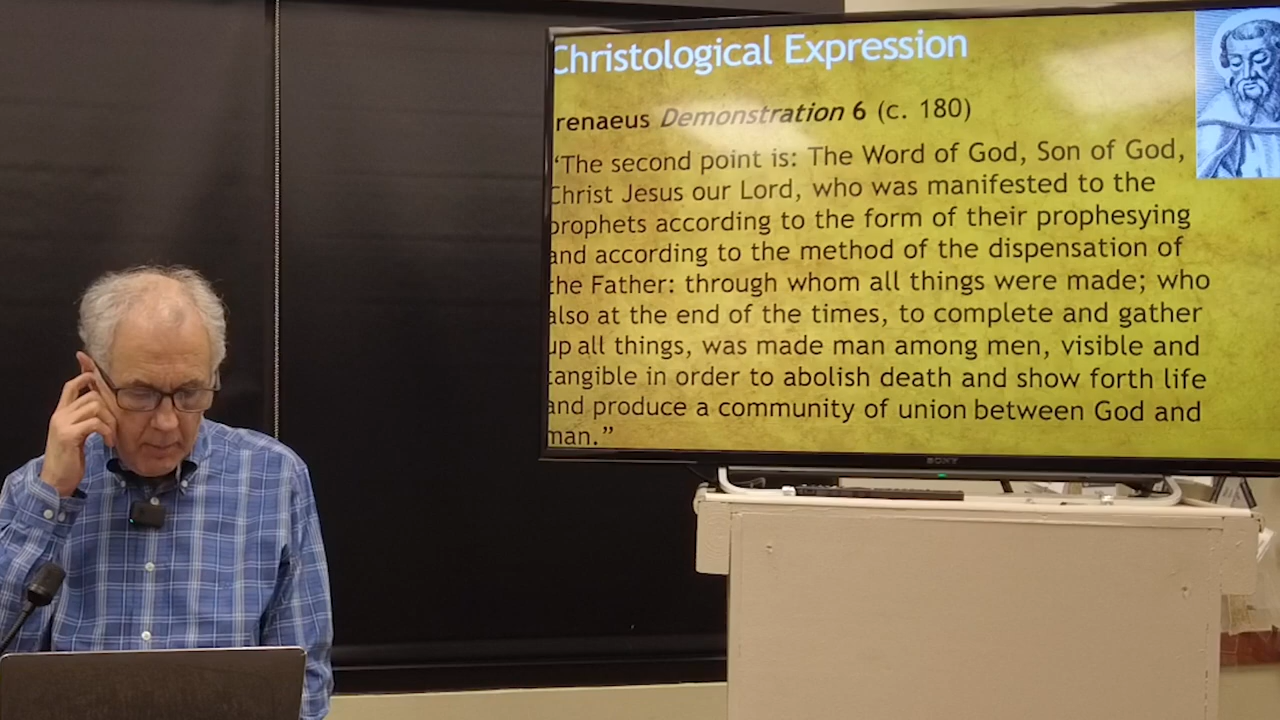 Christological Expression
renaeus Demonstration 6 (c. 180)
“The second point is: The Word of God, Son of God,
Christ Jesus our Lord, who was manifested to the
prophets according to the form of their prophesying
and according to the method of the dispensation of
the Father: through whom all things were made; who
also at the end of the times, to complete and gather
up all things, was made man among men, visible and
tangible in order to abolish death and show forth life
and produce a community of union between God and
man.”
SONY